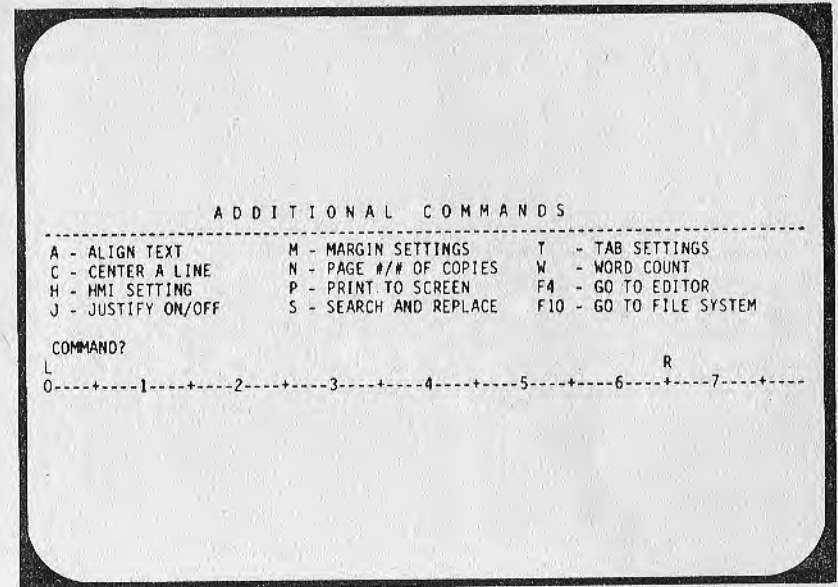 A D D I T I O N A L   C O M M A N D S
--------------------------------------------------------------------------------
A - ALIGN TEXT M - MARGIN SETTINGS T - TAB SETTINGS
C - CENTER A LINE N - PAGE #/# OF COPIES W - WORD COUNT
H - HMI SETTING P - PRINT TO SCREEN F4 - GO TO EDITOR
J - JUSTIFY ON/OFF S - SEARCH AND REPLACE F10 - GO TO FILE SYSTEM
COMMAND?
L R
0----+----1----+----2----+----3----+----4----+----5----+----6----+----7----+----